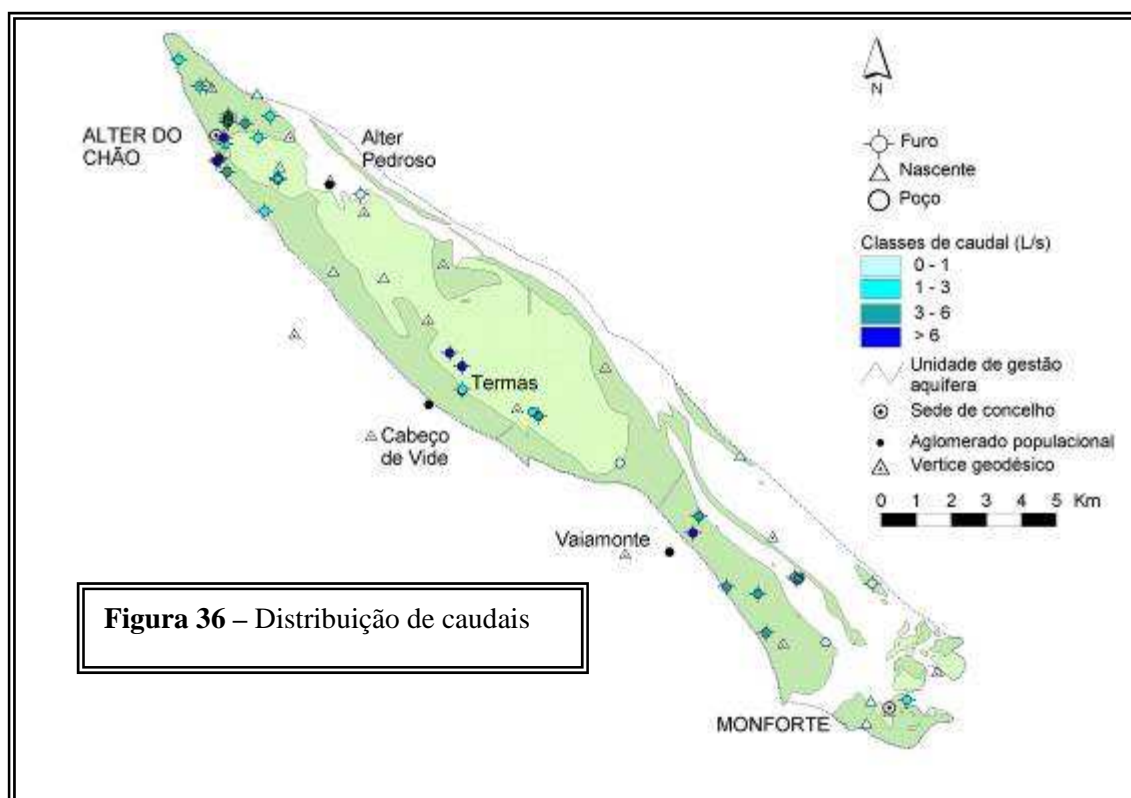 ALTER DO
CHÃO
Alter
Pedroso
Termas
Cabeço
de Vide
Vaiamonte
MONFORTE
N
Furo
Nascente
Poço
Classes de caudal (L/s)
0 - 1
1 - 3
3 - 6
> 6
Unidade de gestão
aquífera
Sede de concelho
Aglomerado populacional
Vertice geodésico
0 1 2 3 4 5 Km
Figura 36 – Distribuição de caudais